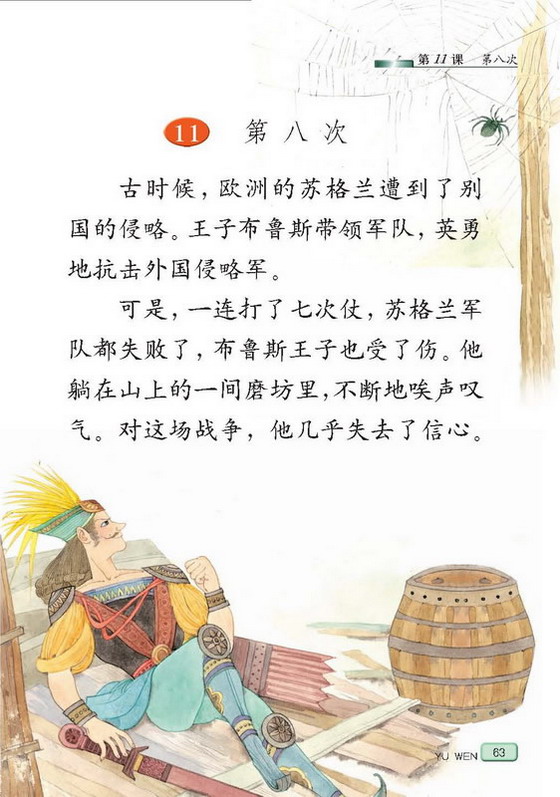 第11课 第八次
11 第八次
古时候，欧洲的苏格兰遭到了别
国的侵略。王子布鲁斯带领军队，英勇
地抗击外国侵略军。
可是，一连打了七次仗，苏格兰军
队都失败了，布鲁斯王子也受了伤。他
躺在山上的一间磨坊里，不断地唉声叹
气。对这场战争，他几乎失去了信心。
YU WEN 63